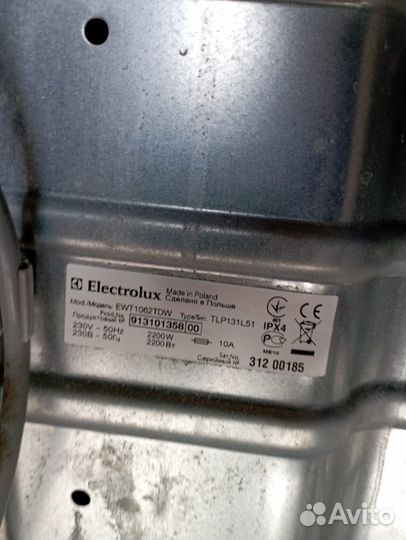 Electrolux Made in Poland
Сделано в Польше
Mod./Модель: EWT1062TDW Type/Тип: TLP131L51
Prod.No.
Продуктовый № 913101358 00
230V ~ 50Hz 2200W 10A
230В ~ 50Гц 2200Вт
IPX4
ME10
Ser.No.
Серийный № 312 00185
Avito